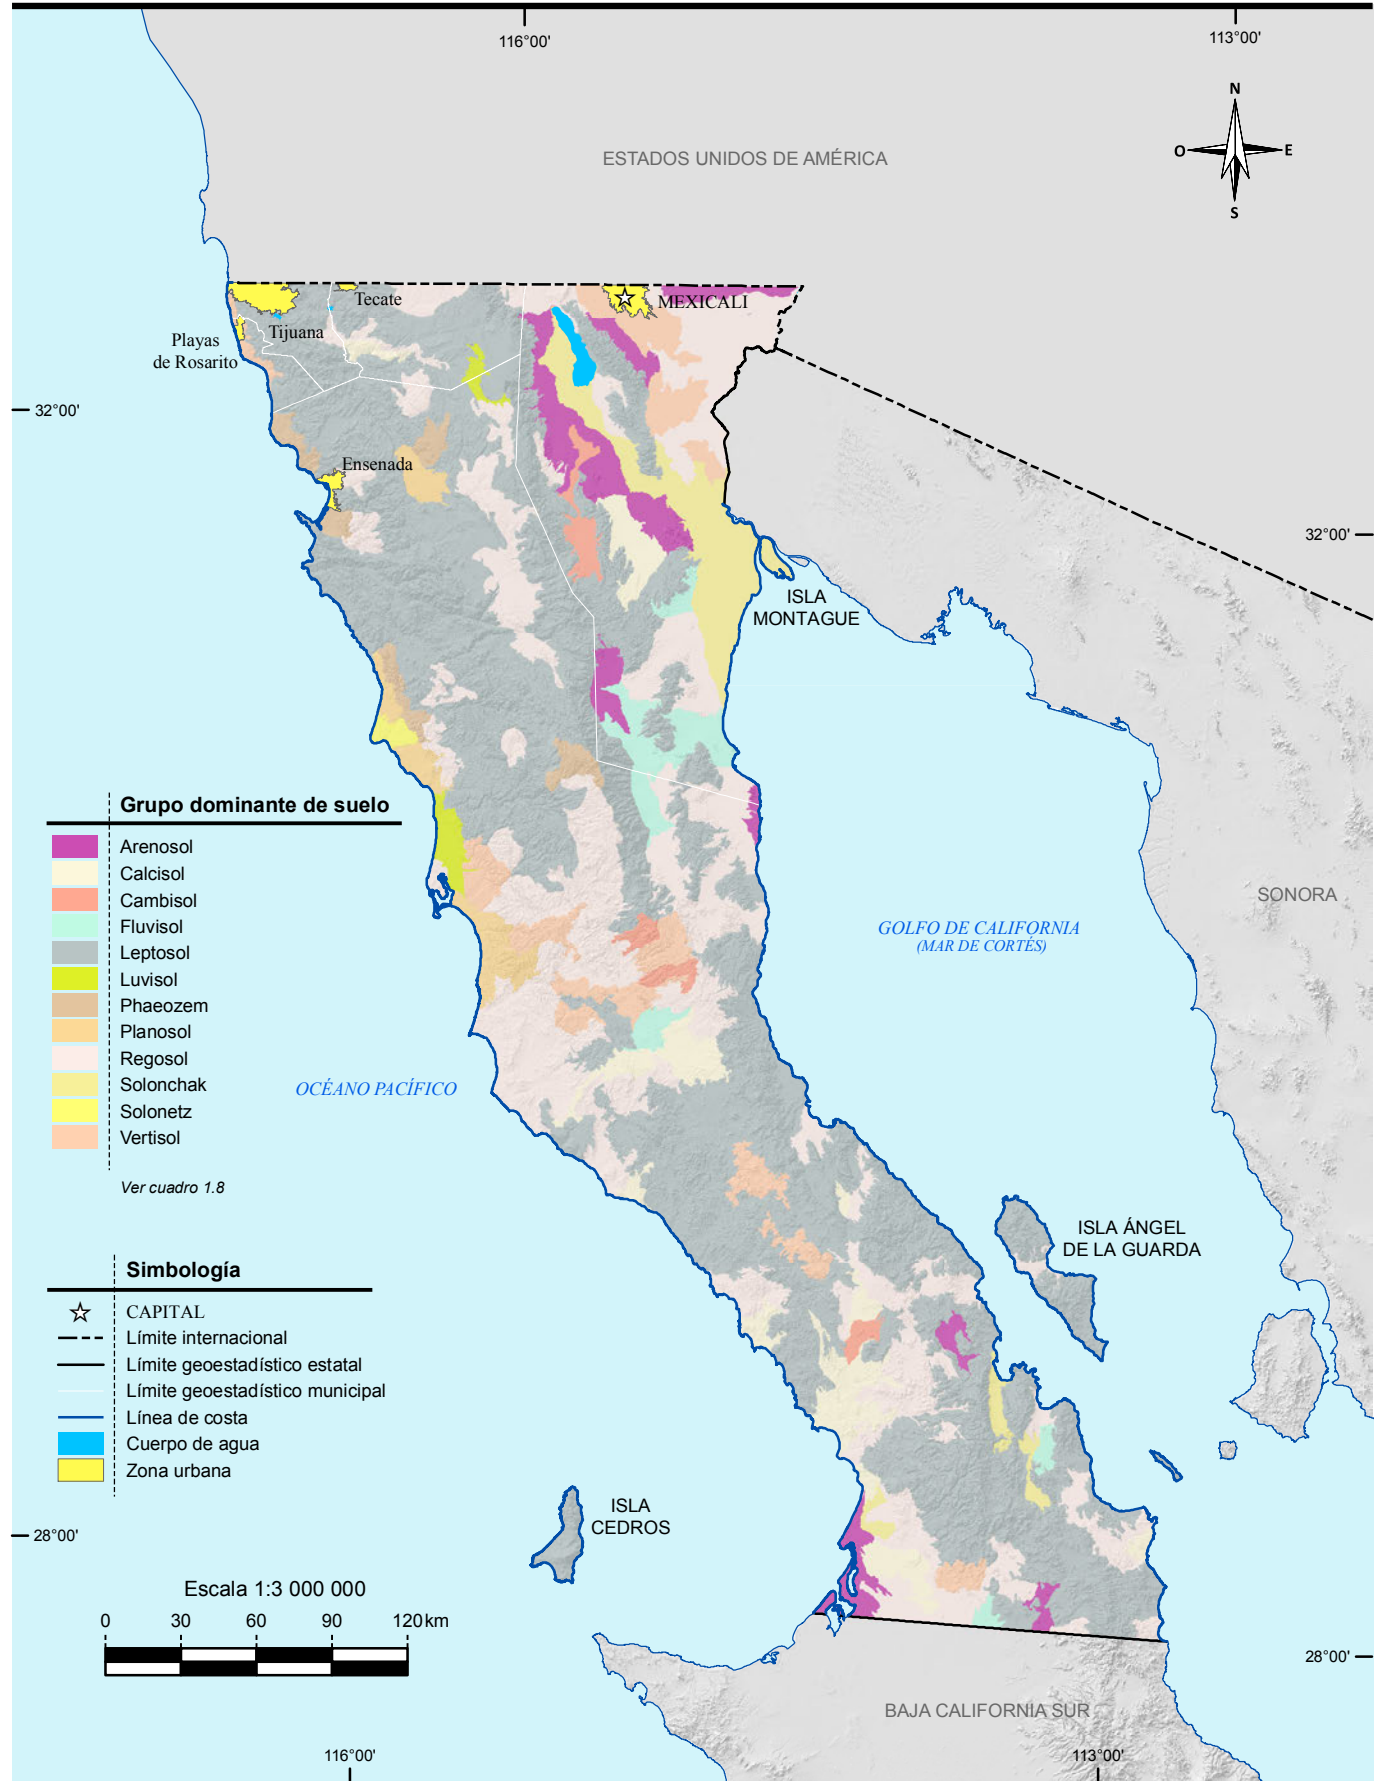 116°00'
113°00'
N
O
E
S
ESTADOS UNIDOS DE AMÉRICA
Tecate
MEXICALI
Tijuana
Playas
de Rosarito
32°00'
Ensenada
32°00'
ISLA
MONTAGUE
Grupo dominante de suelo
Arenosol
Calcisol
Cambisol
Fluvisol
Leptosol
Luvisol
Phaeozem
Planosol
Regosol
Solonchak
Solonetz
Vertisol
Ver cuadro 1.8
SONORA
GOLFO DE CALIFORNIA
(MAR DE CORTÉS)
OCÉANO PACÍFICO
ISLA ÁNGEL
DE LA GUARDA
Simbología
CAPITAL
Límite internacional
Límite geoestadístico estatal
Límite geoestadístico municipal
Línea de costa
Cuerpo de agua
Zona urbana
ISLA
CEDROS
28°00'
Escala 1:3 000 000
0 30 60 90 120 km
28°00'
BAJA CALIFORNIA SUR
116°00'
113°00'